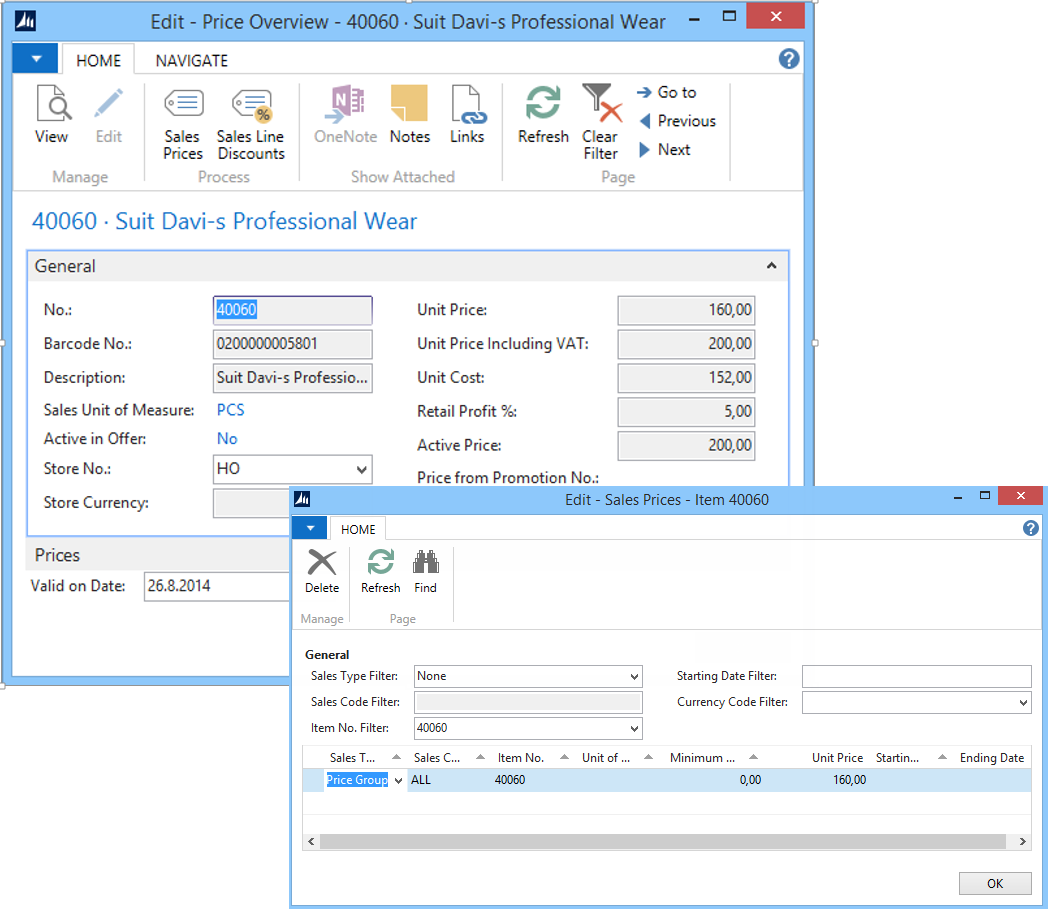 Edit - Price Overview - 40060 · Suit Davi-s Professional Wear
HOME NAVIGATE
View Edit Sales Prices Sales Line Discounts OneNote Notes Links Refresh Clear Filter
Go to
Previous
Next
Manage Process Show Attached Page
40060 · Suit Davi-s Professional Wear
General
No.: 40060 Unit Price: 160,00
Barcode No.: 0200000005801 Unit Price Including VAT: 200,00
Description: Suit Davi-s Professio... Unit Cost: 152,00
Sales Unit of Measure: PCS Retail Profit %: 5,00
Active in Offer: No Active Price: 200,00
Store No.: HO Price from Promotion No.:
Store Currency:
Prices
Valid on Date: 26.8.2014
Edit - Sales Prices - Item 40060
HOME
Delete Refresh Find
Manage Page
General
Sales Type Filter: None Starting Date Filter:
Sales Code Filter: Currency Code Filter:
Item No. Filter: 40060
Sales T... Sales C... Item No. Unit of ... Minimum ... Unit Price Startin... Ending Date
Price Group ALL 40060 0,00 160,00
OK